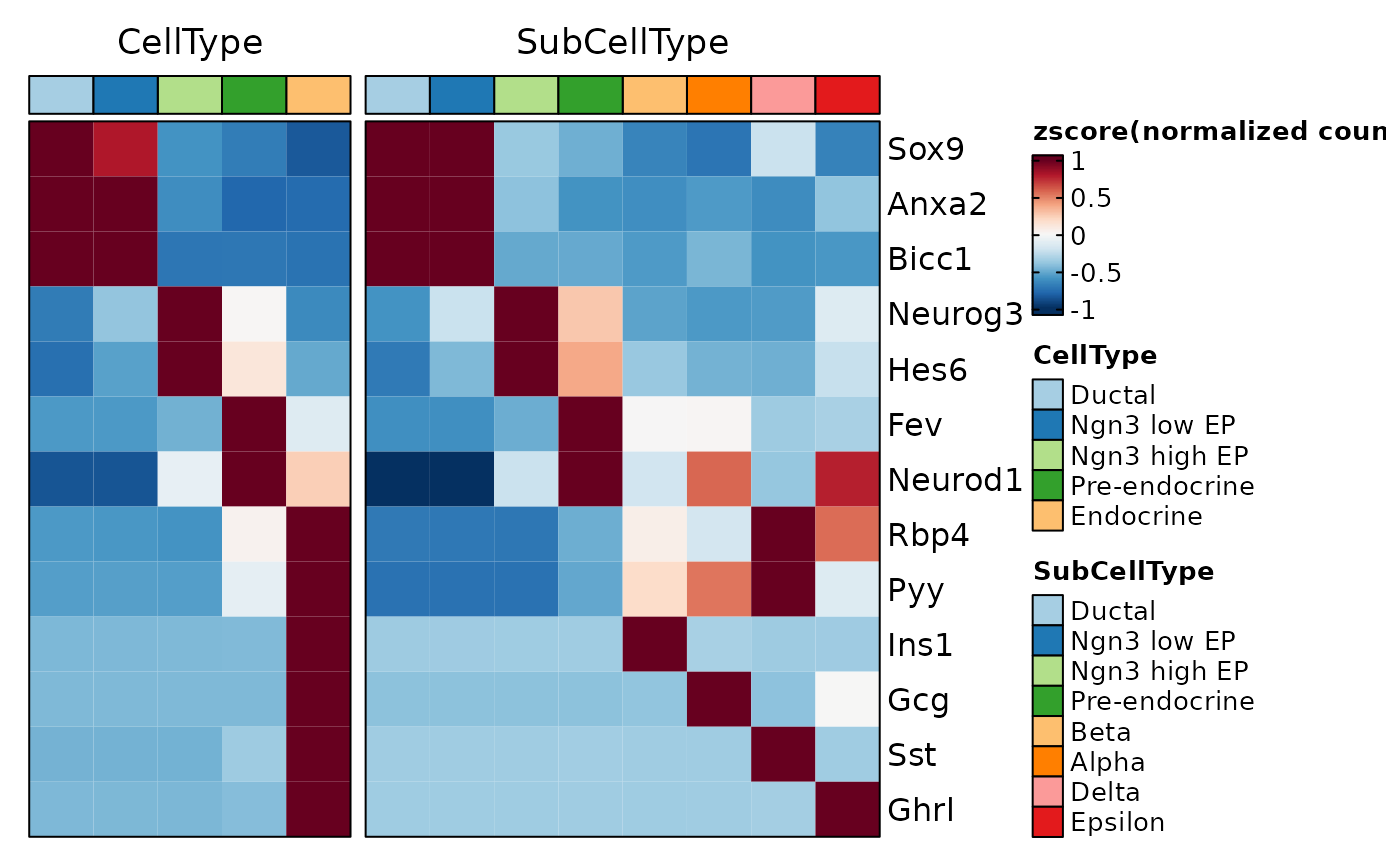 CellType
SubCellType
Sox9
Anxa2
Bicc1
Neurog3
Hes6
Fev
Neurod1
Rbp4
Pyy
Ins1
Gcg
Sst
Ghrl
zscore(normalized coun
1
0.5
0
-0.5
-1
CellType
Ductal
Ngn3 low EP
Ngn3 high EP
Pre-endocrine
Endocrine
SubCellType
Ductal
Ngn3 low EP
Ngn3 high EP
Pre-endocrine
Beta
Alpha
Delta
Epsilon